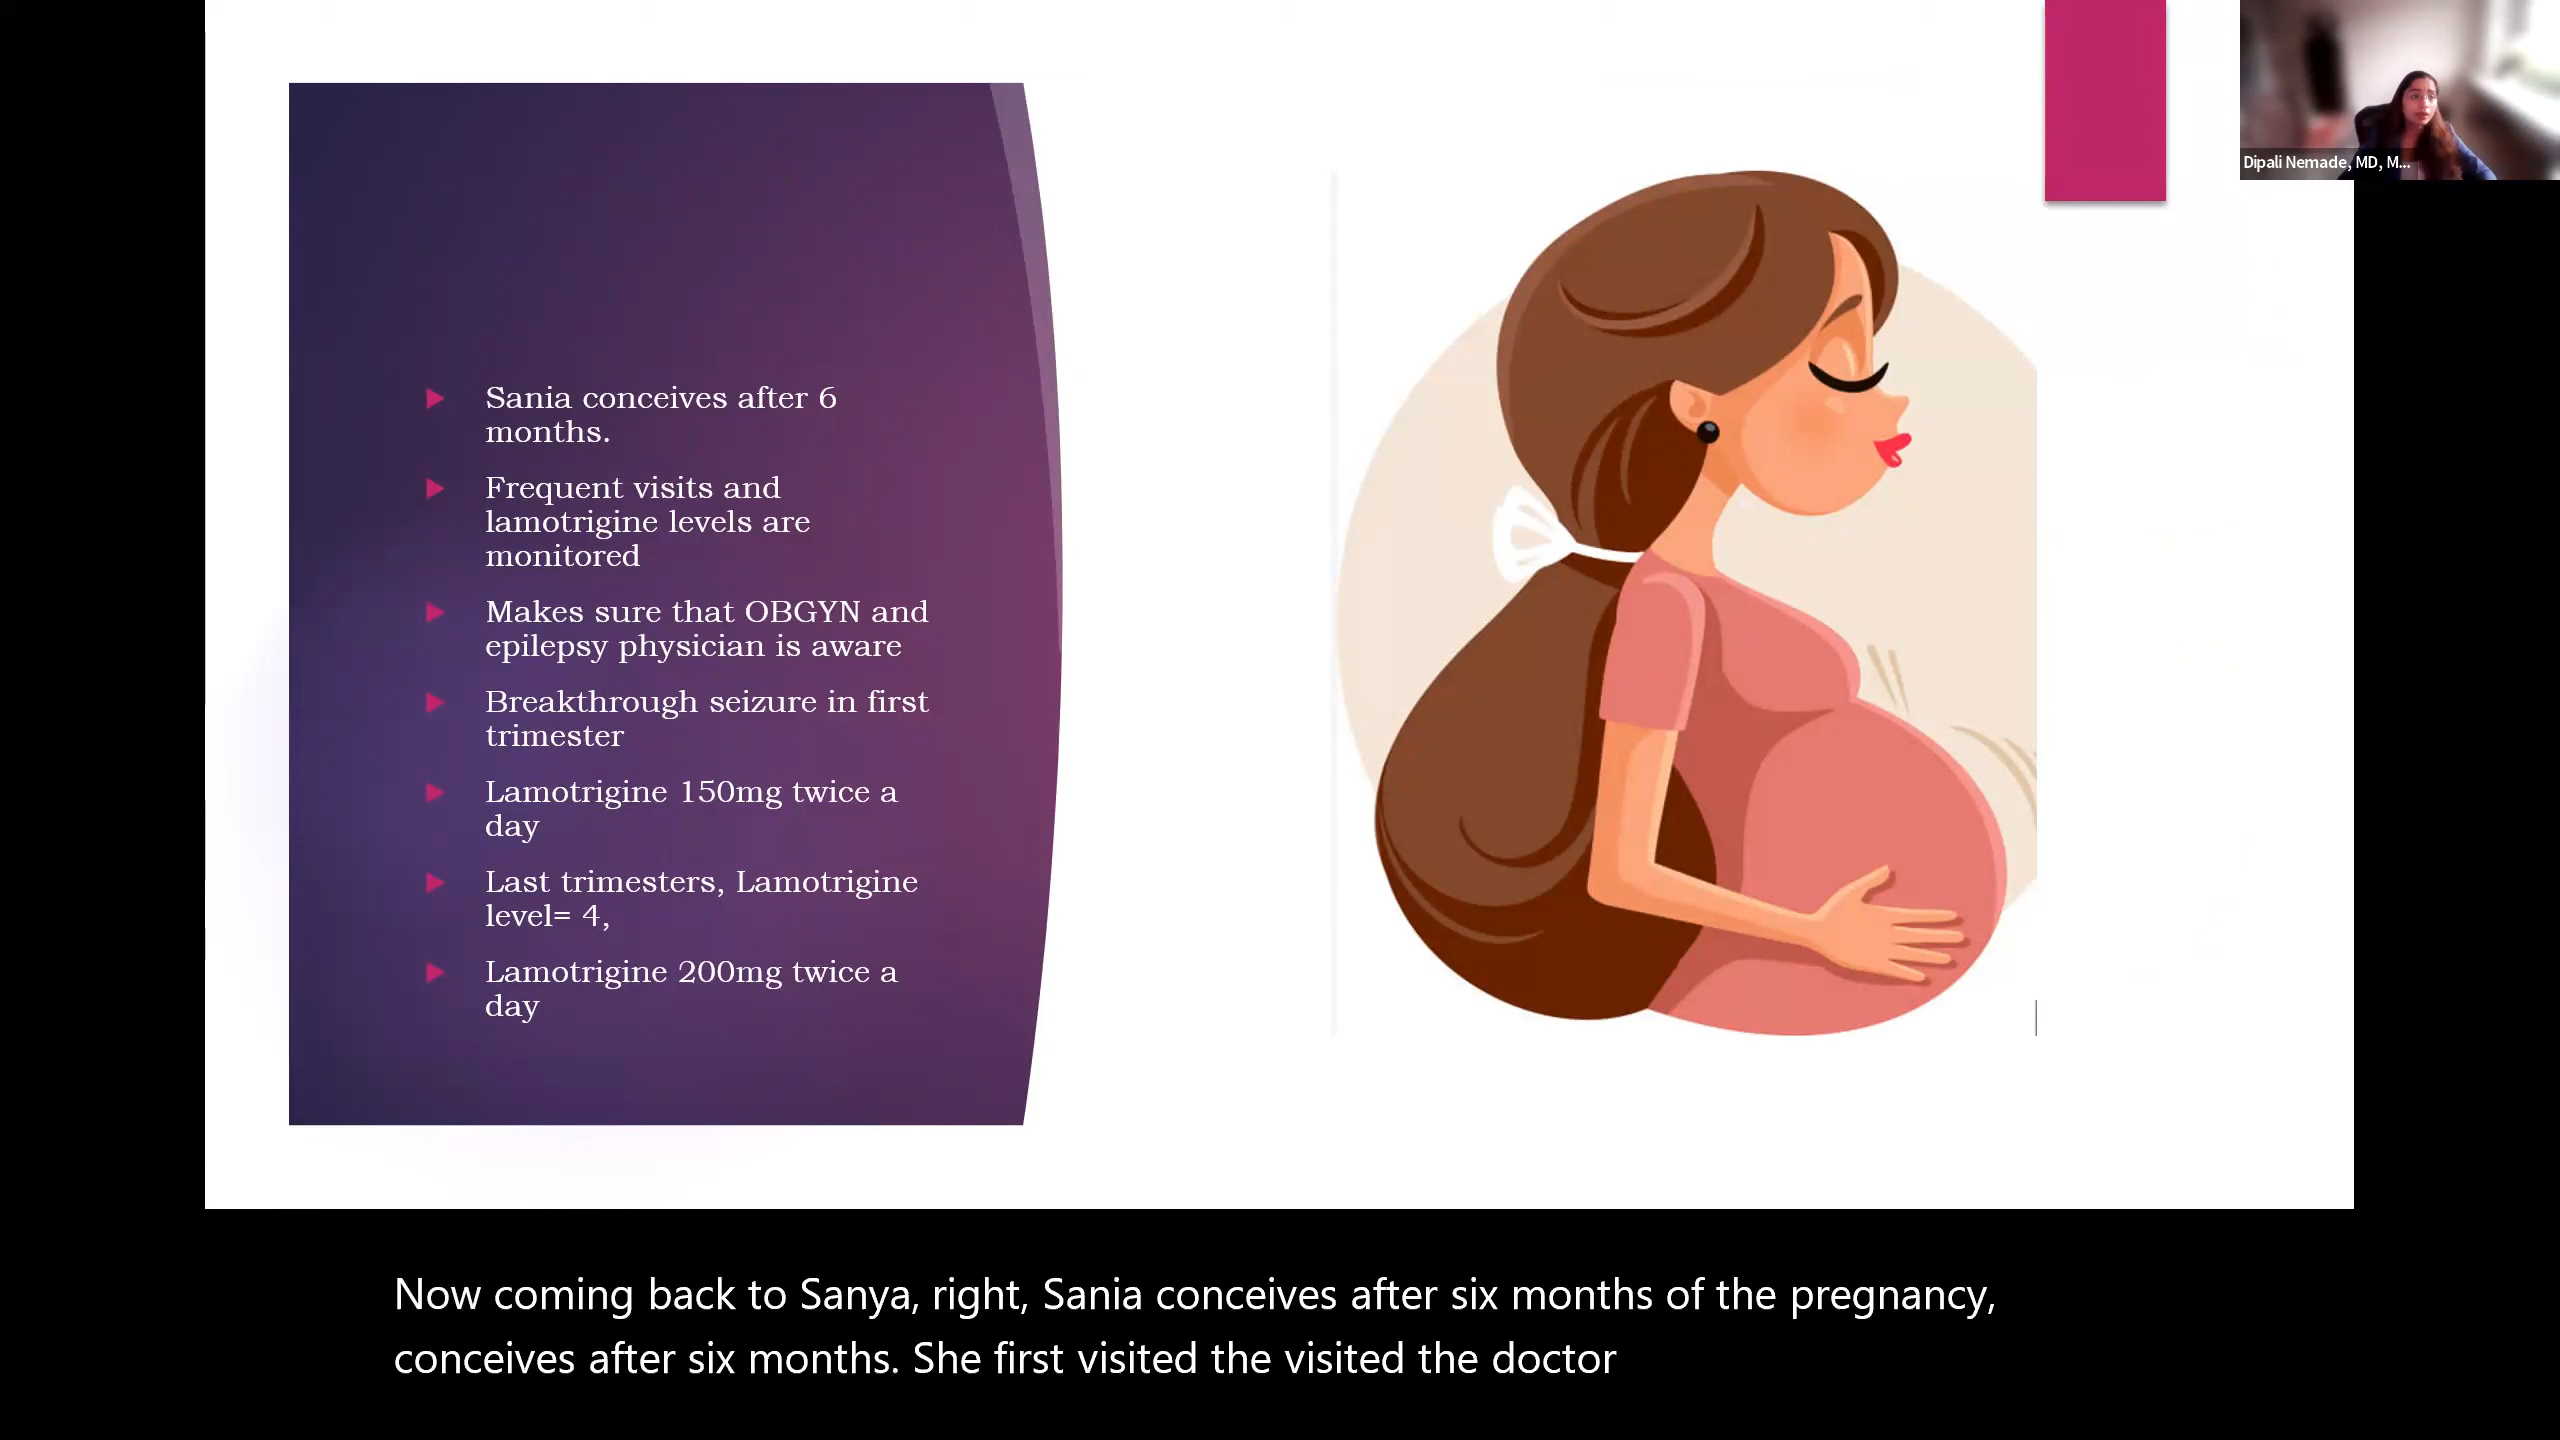 Dipali Nemade, MD, M...
Sania conceives after 6
months.
Frequent visits and
lamotrigine levels are
monitored
Makes sure that OBGYN and
epilepsy physician is aware
Breakthrough seizure in first
trimester
Lamotrigine 150mg twice a
day
Last trimesters, Lamotrigine
level= 4,
Lamotrigine 200mg twice a
day
Now coming back to Sanya, right, Sania conceives after six months of the pregnancy,
conceives after six months. She first visited the visited the doctor